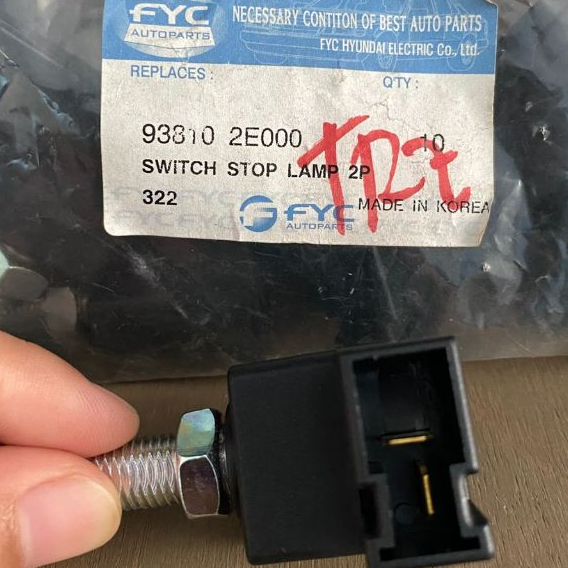 FYC
AUTOPARTS
NECESSARY CONTITON OF BEST AUTO PARTS
FYC HYUNDAI ELECTRIC Co., Ltd.
REPLACES :
QTY :
93810 2E000
10
SWITCH STOP LAMP 2P
322
FYC
AUTOPARTS
MADE IN KOREA